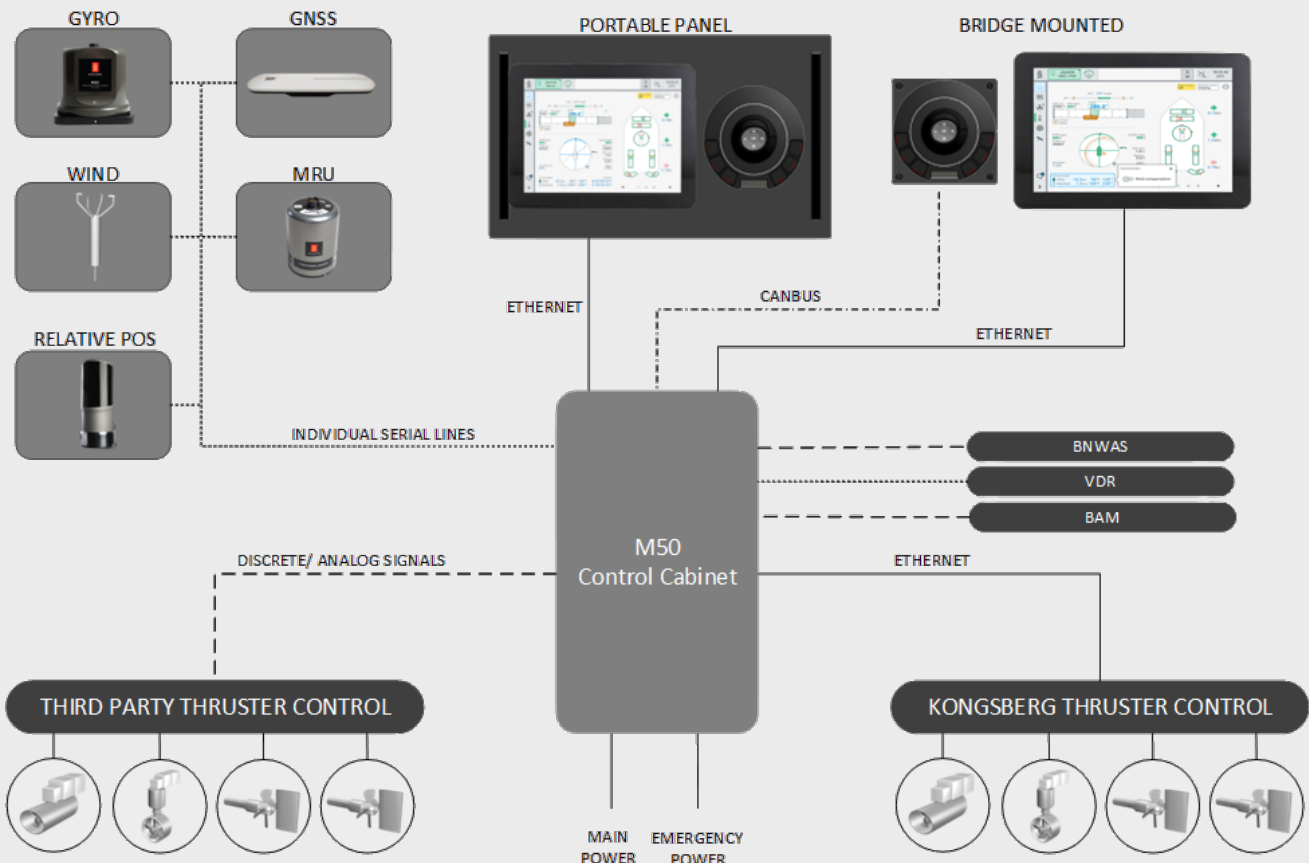 GYRO
GNSS
PORTABLE PANEL
BRIDGE MOUNTED
WIND
MRU
ETHERNET
CANBUS
ETHERNET
RELATIVE POS
INDIVIDUAL SERIAL LINES
BNWAS
VDR
BAM
M50
Control Cabinet
DISCRETE/ ANALOG SIGNALS
ETHERNET
THIRD PARTY THRUSTER CONTROL
KONGSBERG THRUSTER CONTROL
MAIN
POWER
EMERGENCY
POWER